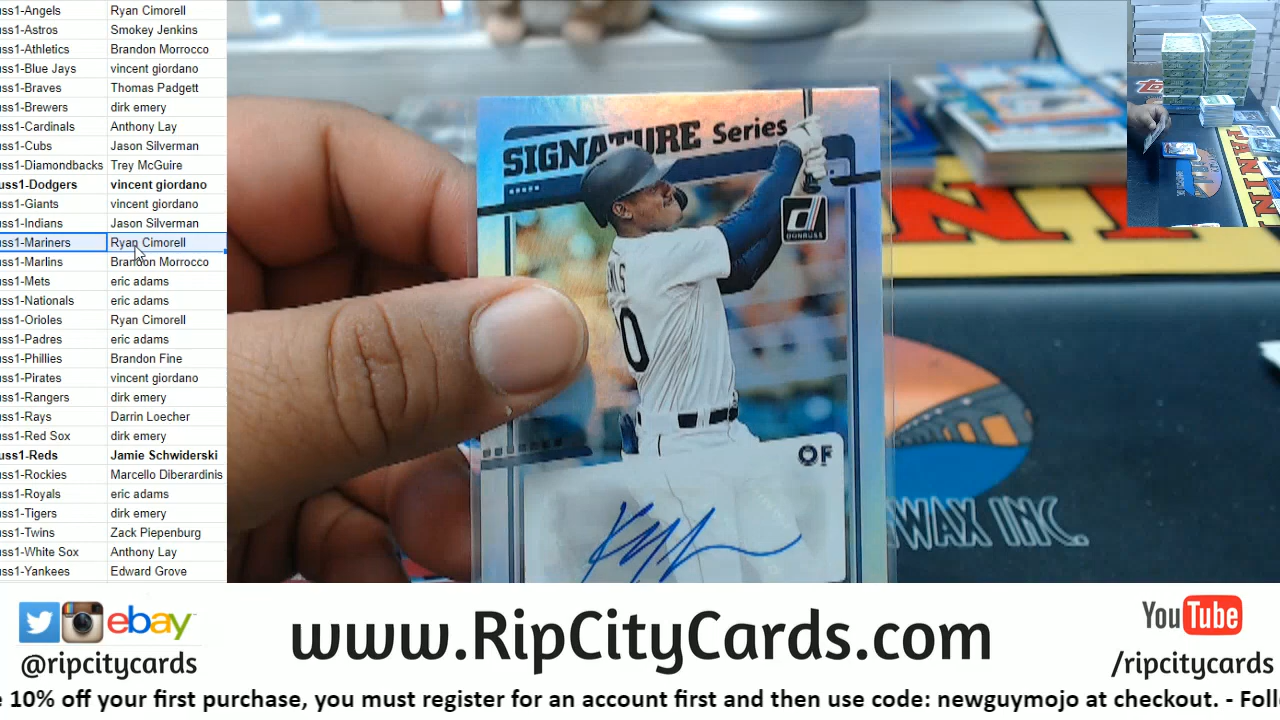 uss1-Angels Ryan Cimorell
uss1-Astros Smokey Jenkins
uss1-Athletics Brandon Morrocco
uss1-Blue Jays vincent giordano
uss1-Braves Thomas Padgett
uss1-Brewers dirk emery
uss1-Cardinals Anthony Lay
uss1-Cubs Jason Silverman
uss1-Diamondbacks Trey McGuire
uss1-Dodgers vincent giordano
uss1-Giants vincent giordano
uss1-Indians Jason Silverman
uss1-Mariners Ryan Cimorell
uss1-Marlins Brandon Morrocco
uss1-Mets eric adams
uss1-Nationals eric adams
uss1-Orioles Ryan Cimorell
uss1-Padres eric adams
uss1-Phillies Brandon Fine
uss1-Pirates vincent giordano
uss1-Rangers dirk emery
uss1-Rays Darrin Loecher
uss1-Red Sox dirk emery
uss1-Reds Jamie Schwiderski
uss1-Rockies Marcello Diberardinis
uss1-Royals eric adams
uss1-Tigers dirk emery
uss1-Twins Zack Piepenburg
uss1-White Sox Anthony Lay
uss1-Yankees Edward Grove
SIGNATURE Series
d
DONRUSS
0
OF
WAX INC.
PANINI
ebay
@ripcitycards
www.RipCityCards.com
YouTube
/ripcitycards
10% off your first purchase, you must register for an account first and then use code: newguymojo at checkout. - Foll